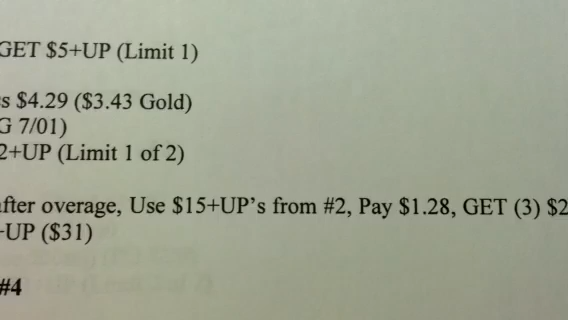 GET $5+UP (Limit 1)
s $4.29 ($3.43 Gold)
G 7/01)
2+UP (Limit 1 of 2)
after overage, Use $15+UP's from #2, Pay $1.28, GET (3) $2
-UP ($31)
#4